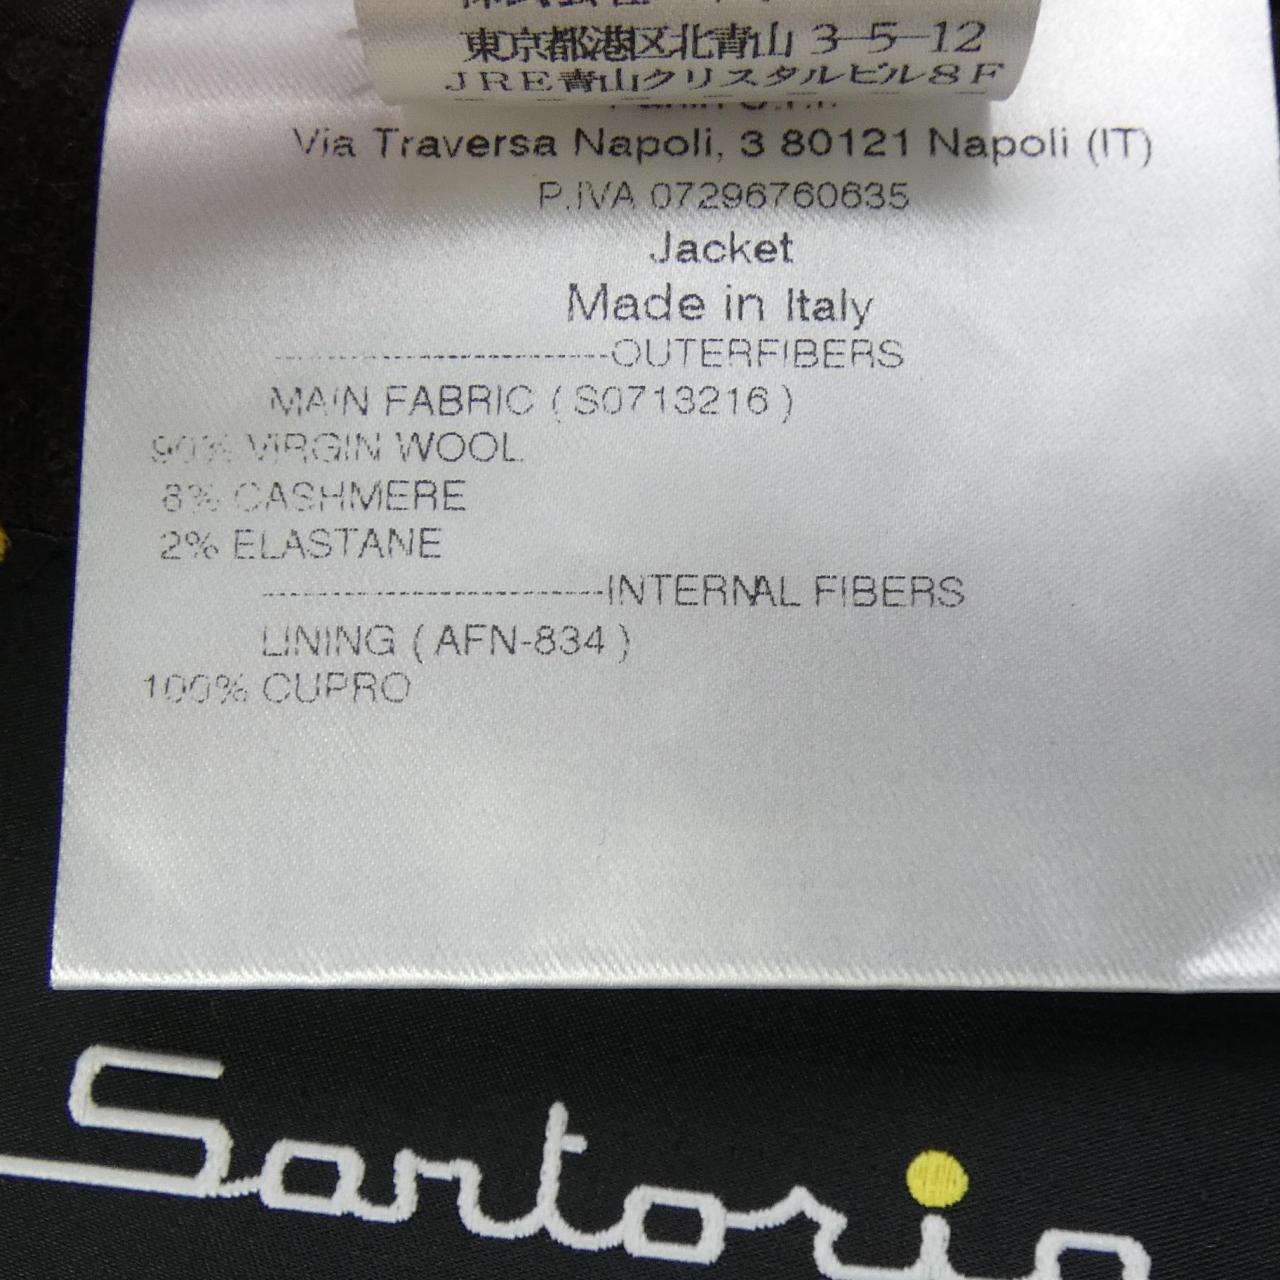 東京都港区北青山 3-5-12
JRE青山クリスタルビル8F
Via Traversa Napoli, 3 80121 Napoli (IT)
P.IVA 07296760635
Jacket
Made in Italy
-------------------------OUTERFIBERS
MAIN FABRIC ( S0713216 )
90% VIRGIN WOOL
8% CASHMERE
2% ELASTANE
-------------------------INTERNAL FIBERS
LINING ( AFN-834 )
100% CUPRO
Sartorio